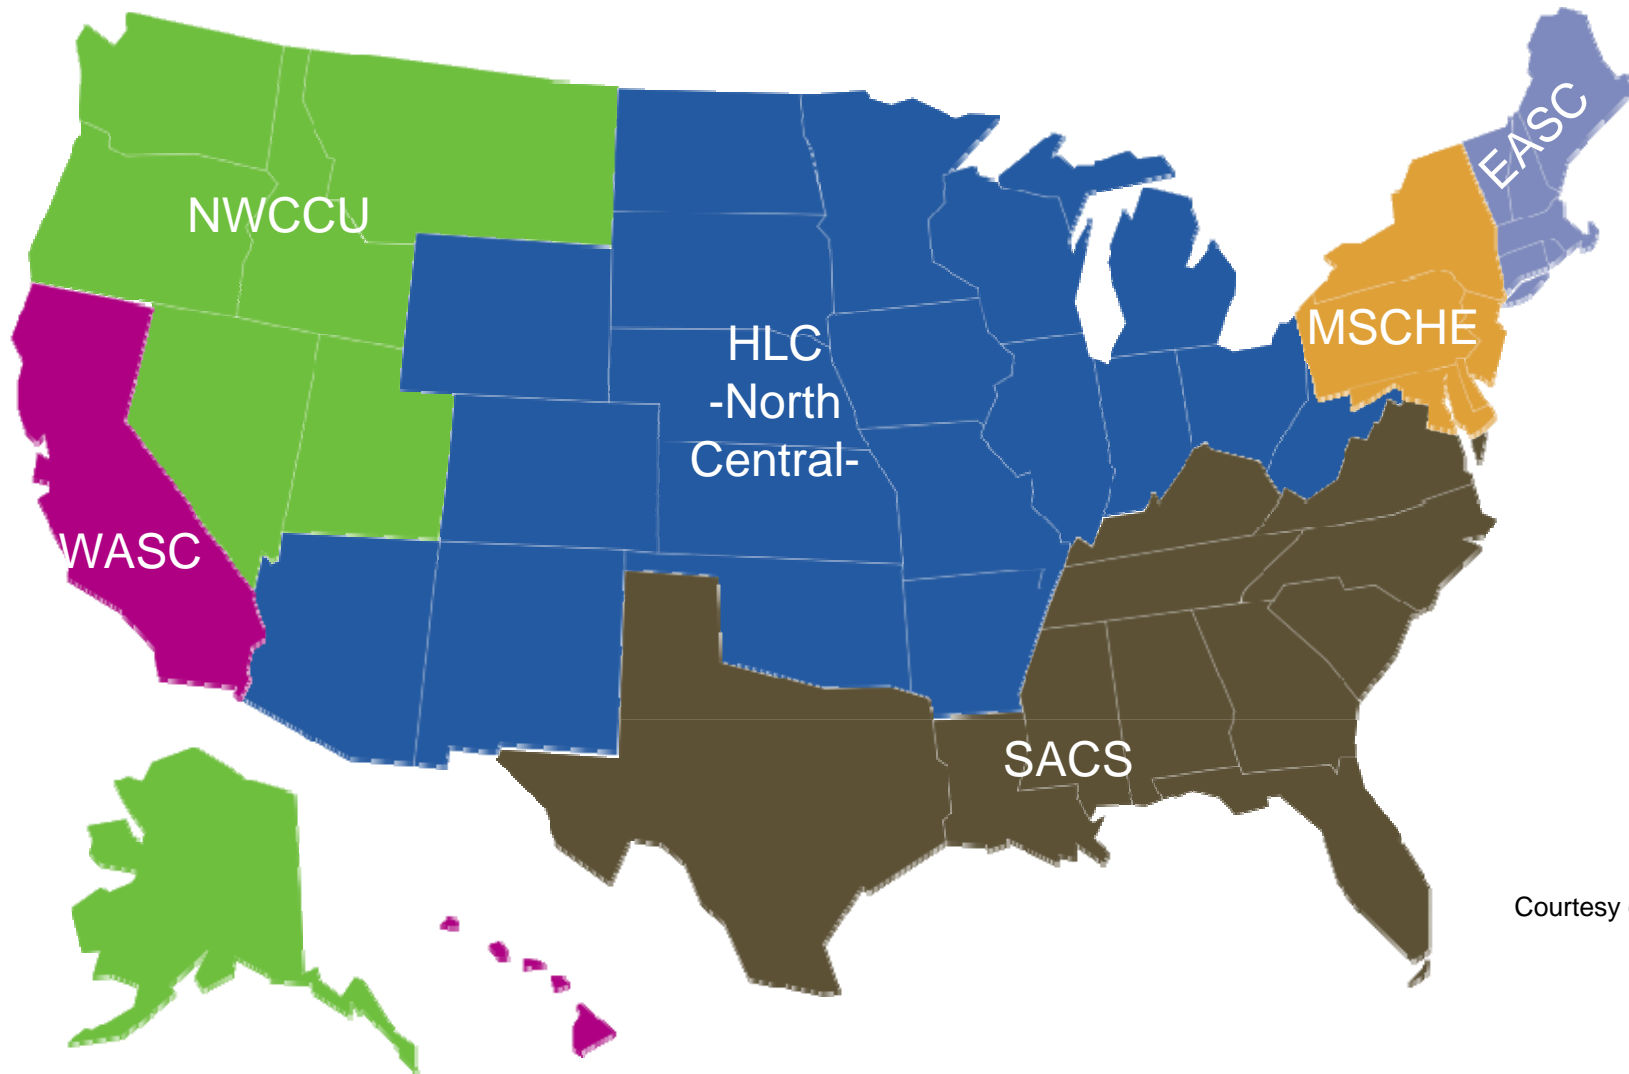 EASC
NWCCU
MSCHE
HLC
-North
Central-
WASC
SACS
Courtesy